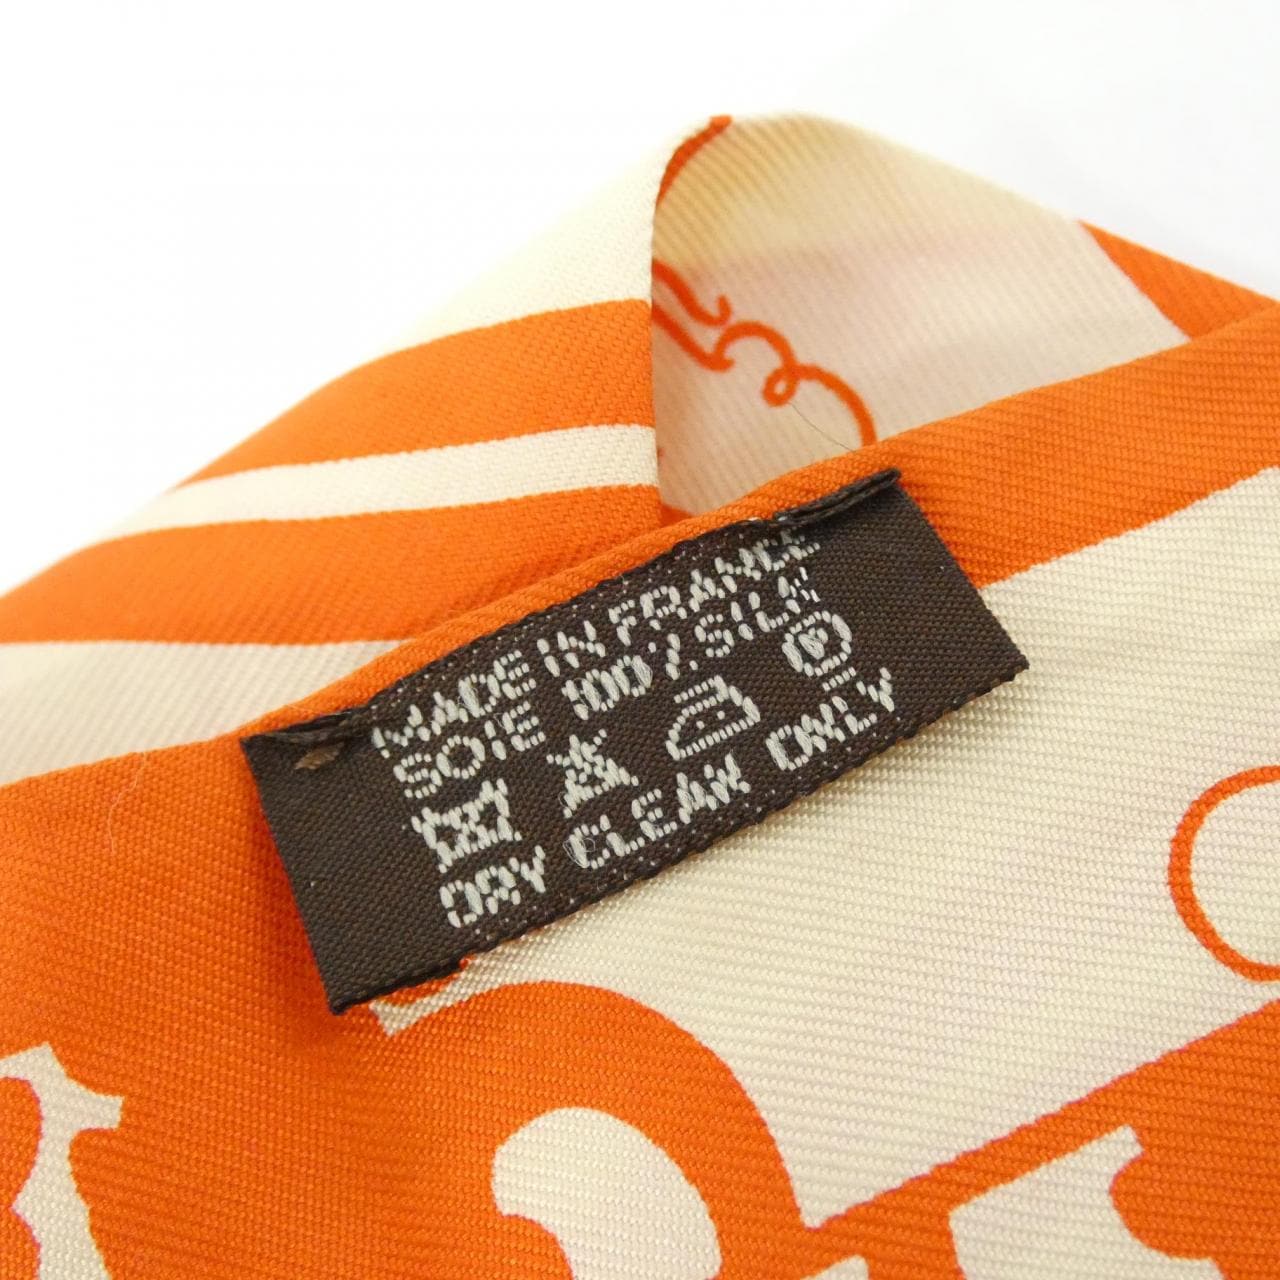 MADE IN FRANCE
SOIE 100% SILK
P
DRY CLEAN ONLY